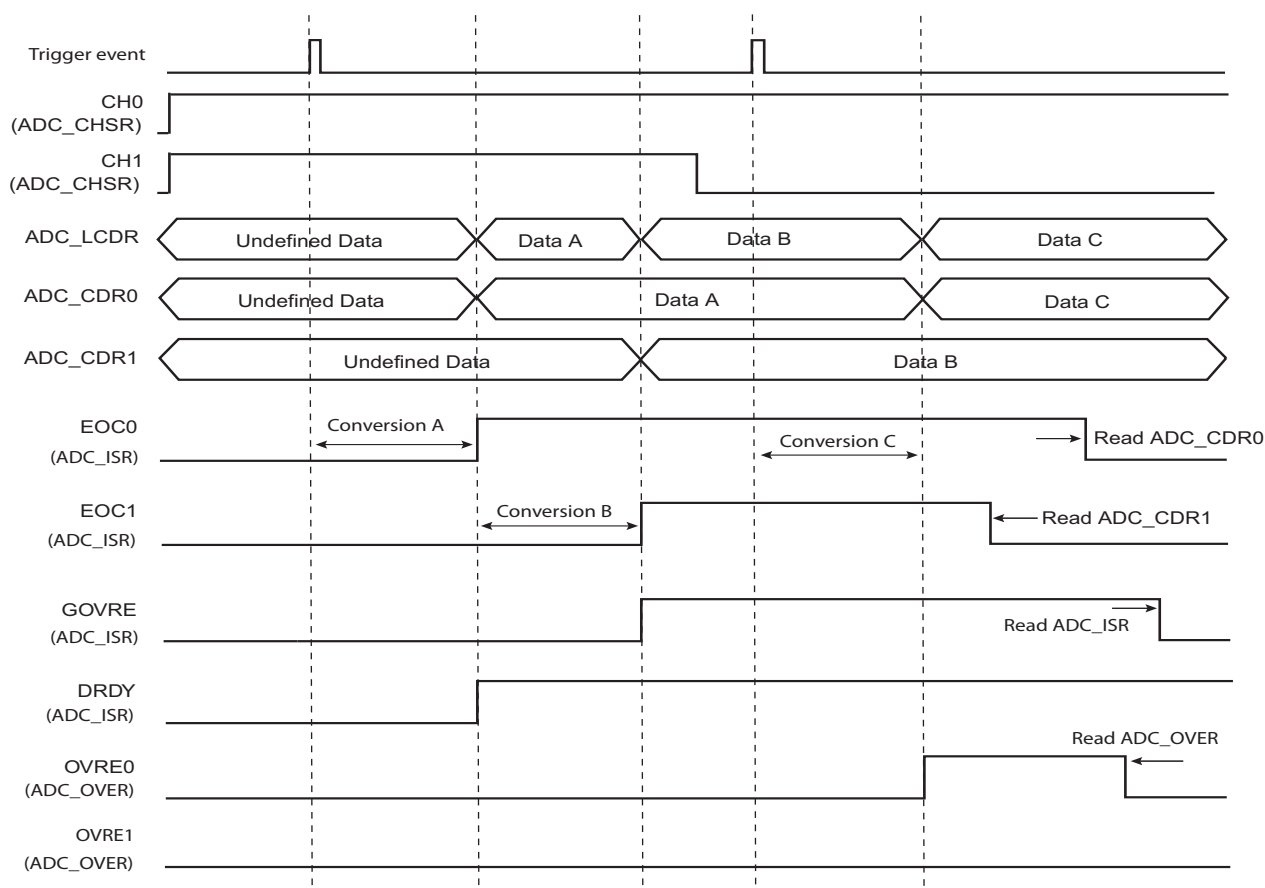 Trigger event
CH0
(ADC_CHSR)
CH1
(ADC_CHSR)
ADC_LCDR
Undefined Data
Data A
Data B
Data C
ADC_CDR0
Undefined Data
Data A
Data C
ADC_CDR1
Undefined Data
Data B
EOC0
(ADC_ISR)
Conversion A
Conversion C
Read ADC_CDR0
EOC1
(ADC_ISR)
Conversion B
Read ADC_CDR1
GOVRE
(ADC_ISR)
Read ADC_ISR
DRDY
(ADC_ISR)
Read ADC_OVER
OVRE0
(ADC_OVER)
OVRE1
(ADC_OVER)